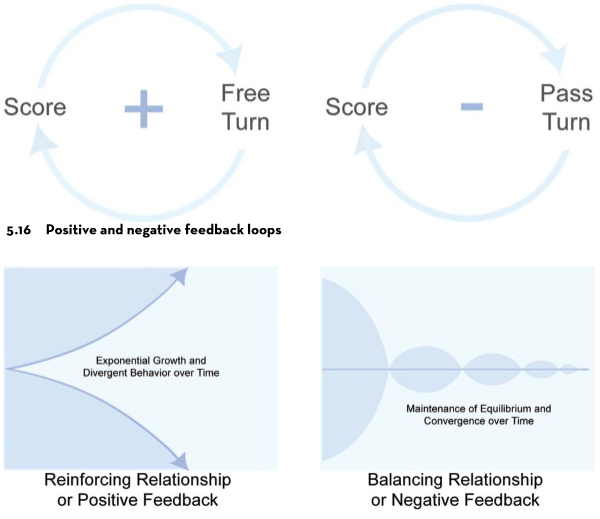 Score
+
Free
Turn
Score
-
Pass
Turn
5.16 Positive and negative feedback loops
Exponential Growth and
Divergent Behavior over Time
Maintenance of Equilibrium and
Convergence over Time
Reinforcing Relationship
or Positive Feedback
Balancing Relationship
or Negative Feedback